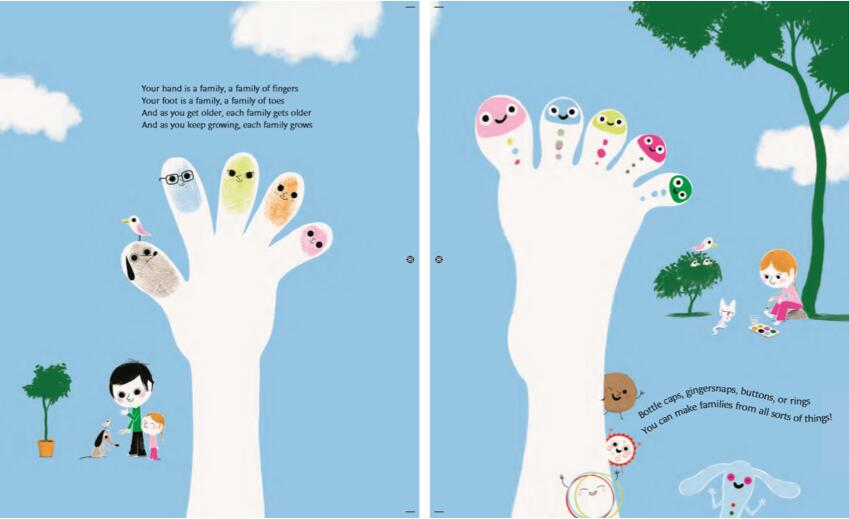 Your hand is a family, a family of fingers
Your foot is a family, a family of toes
And as you get older, each family gets older
And as you keep growing, each family grows
Bottle caps, gingersnaps, buttons, or rings
You can make families from all sorts of things!